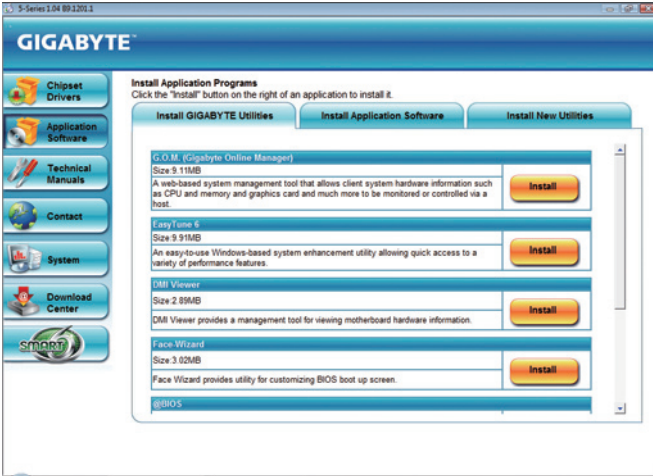 5-Series 1.04 B9.1201.1
GIGABYTE™
Chipset
Drivers
Application
Software
Technical
Manuals
Contact
System
Download
Center
SMART
Install Application Programs
Click the "Install" button on the right of an application to install it.
Install GIGABYTE Utilities
Install Application Software
Install New Utilities
G.O.M. (Gigabyte Online Manager)
Size:9.11MB
A web-based system management tool that allows client system hardware information such
as CPU and memory and graphics card and much more to be monitored or controlled via a
host.
Install
EasyTune 6
Size:9.91MB
An easy-to-use Windows-based system enhancement utility allowing quick access to a
variety of performance features.
Install
DMI Viewer
Size:2.89MB
DMI Viewer provides a management tool for viewing motherboard hardware information.
Install
Face-Wizard
Size:3.02MB
Face Wizard provides utility for customizing BIOS boot up screen.
Install
@BIOS